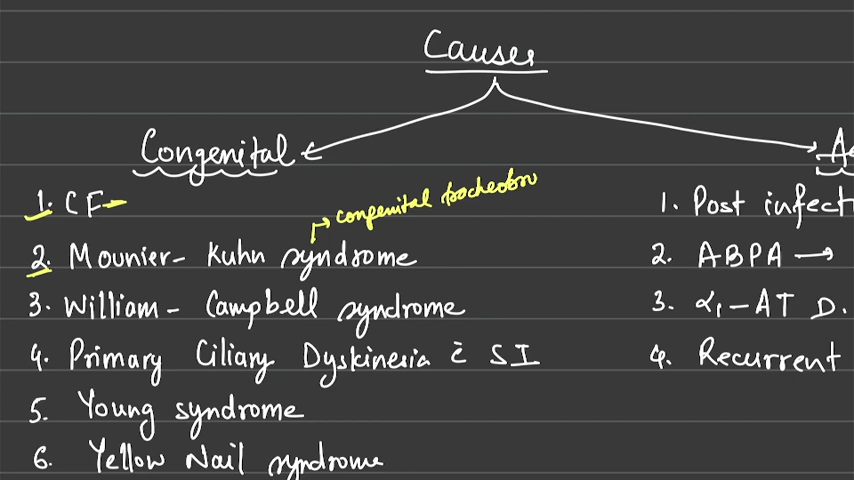 Causes
Congenital
A
1. CF-
congenital tracheobro
2. Mounier-Kuhn syndrome
3. William-Campbell syndrome
4. Primary Ciliary Dyskinesia c̄ SI
5. Young syndrome
6. Yellow Nail syndrome
1. Post infect
2. ABPA →
3. α₁-AT D.
4. Recurrent